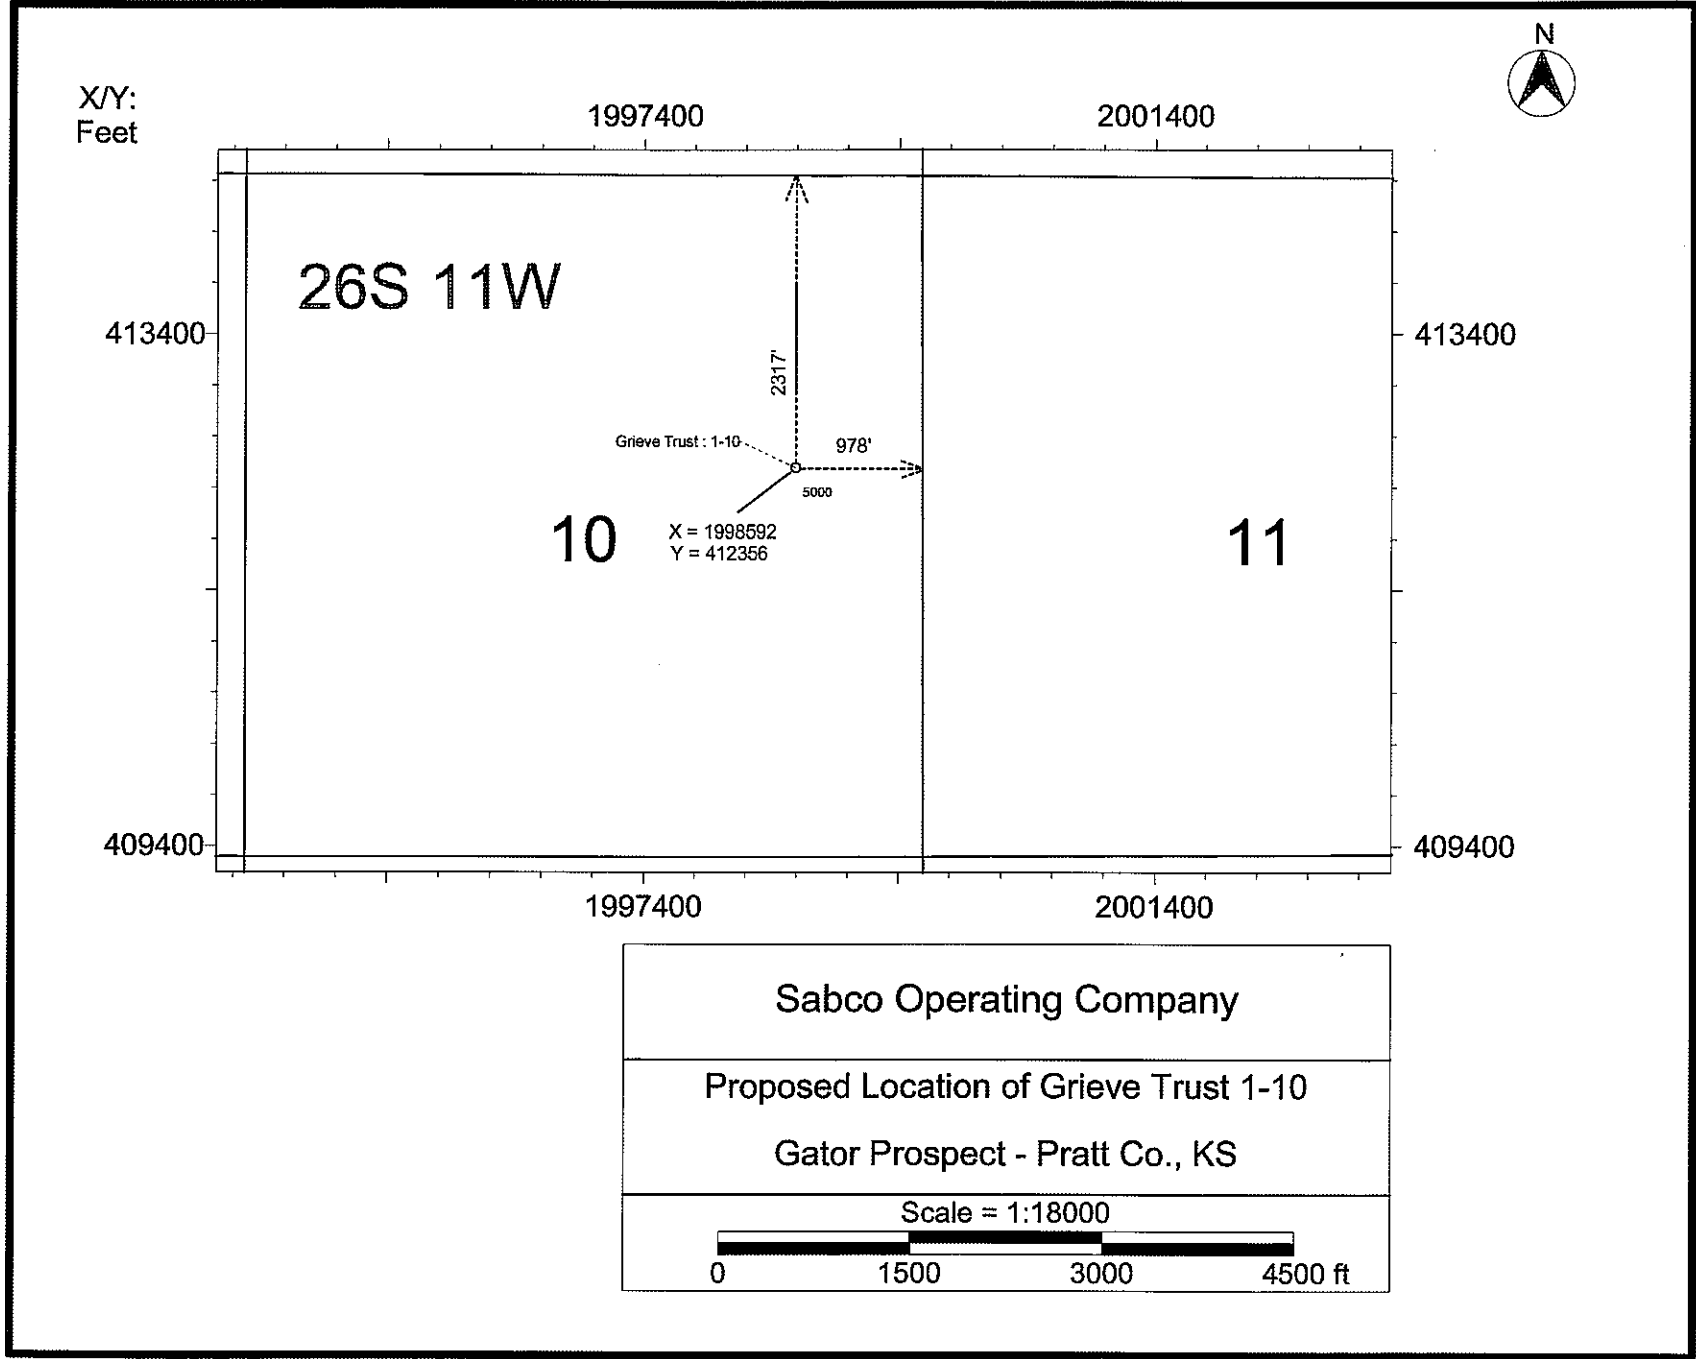 N
X/Y:
Feet
1997400
2001400
26S 11W
413400
413400
2317'
Grieve Trust : 1-10
978'
5000
10
X = 1998592
Y = 412356
11
409400
409400
1997400
2001400
Sabco Operating Company
Proposed Location of Grieve Trust 1-10
Gator Prospect - Pratt Co., KS
Scale = 1:18000
0 1500 3000 4500 ft